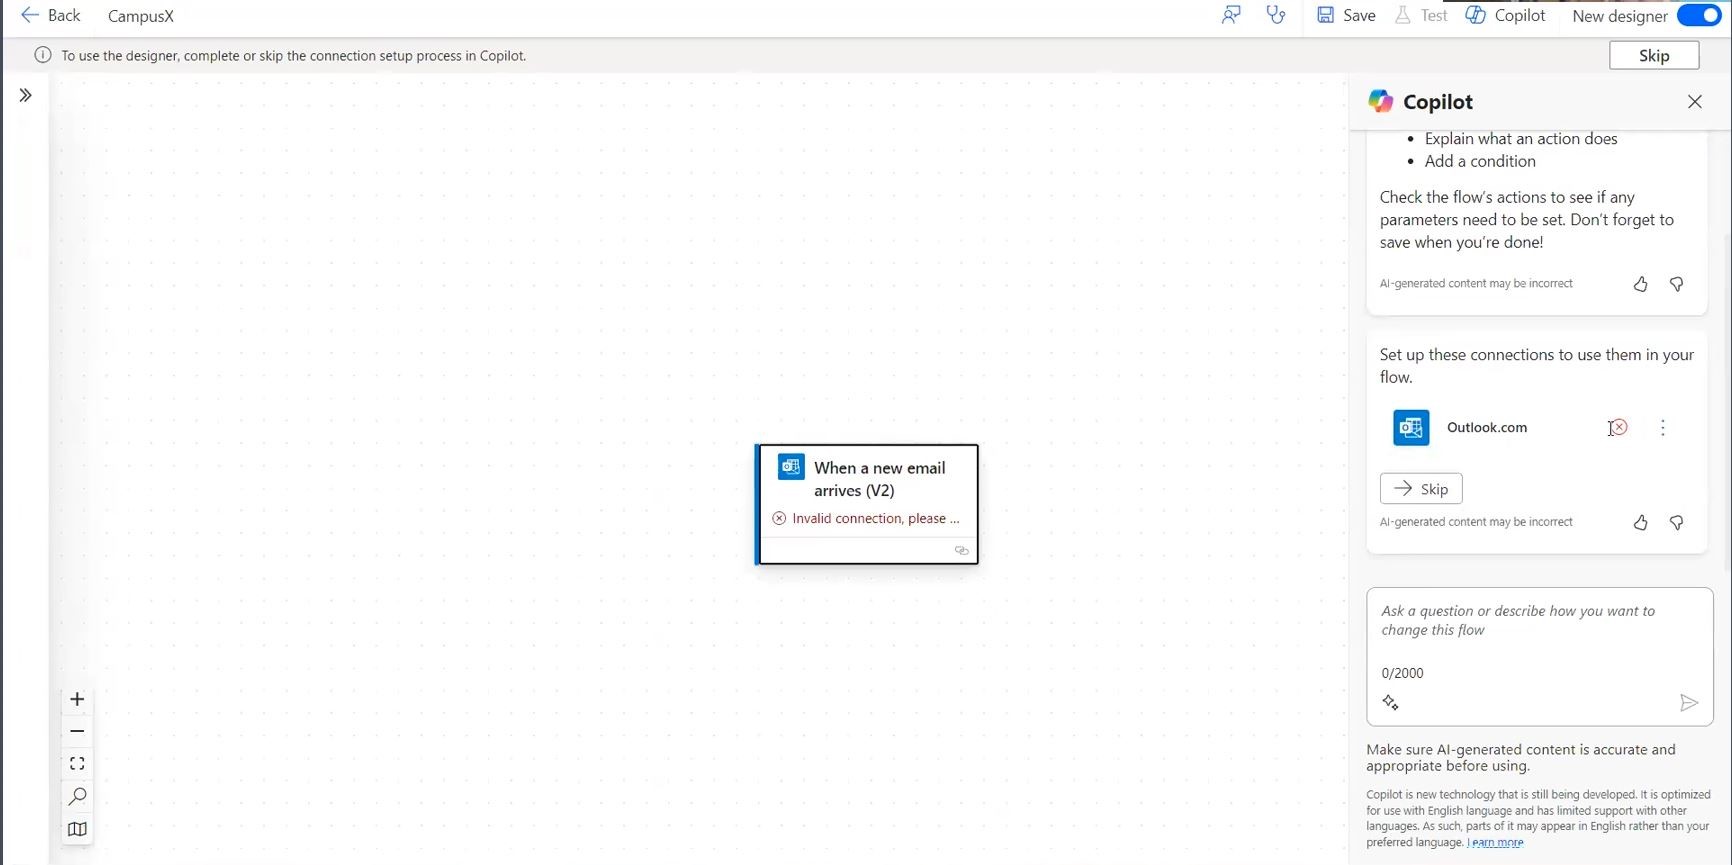 Back
CampusX
Save
Test
Copilot
New designer
To use the designer, complete or skip the connection setup process in Copilot.
Skip
Copilot
Explain what an action does
Add a condition
Check the flow's actions to see if any
parameters need to be set. Don't forget to
save when you're done!
AI-generated content may be incorrect
Set up these connections to use them in your
flow.
Outlook.com
Skip
AI-generated content may be incorrect
When a new email
arrives (V2)
Invalid connection, please ...
Ask a question or describe how you want to
change this flow
0/2000
Make sure AI-generated content is accurate and
appropriate before using.
Copilot is new technology that is still being developed. It is optimized
for use with English language and has limited support with other
languages. As such, parts of it may appear in English rather than your
preferred language. Learn more